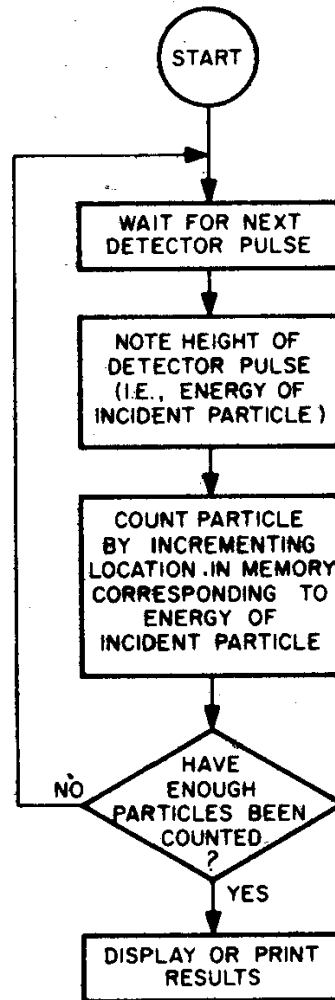 START
WAIT FOR NEXT
DETECTOR PULSE
NOTE HEIGHT OF
DETECTOR PULSE
(I.E., ENERGY OF
INCIDENT PARTICLE)
COUNT PARTICLE
BY INCREMENTING
LOCATION IN MEMORY
CORRESPONDING TO
ENERGY OF
INCIDENT PARTICLE
HAVE
ENOUGH
PARTICLES BEEN
COUNTED
?
NO
YES
DISPLAY OR PRINT
RESULTS